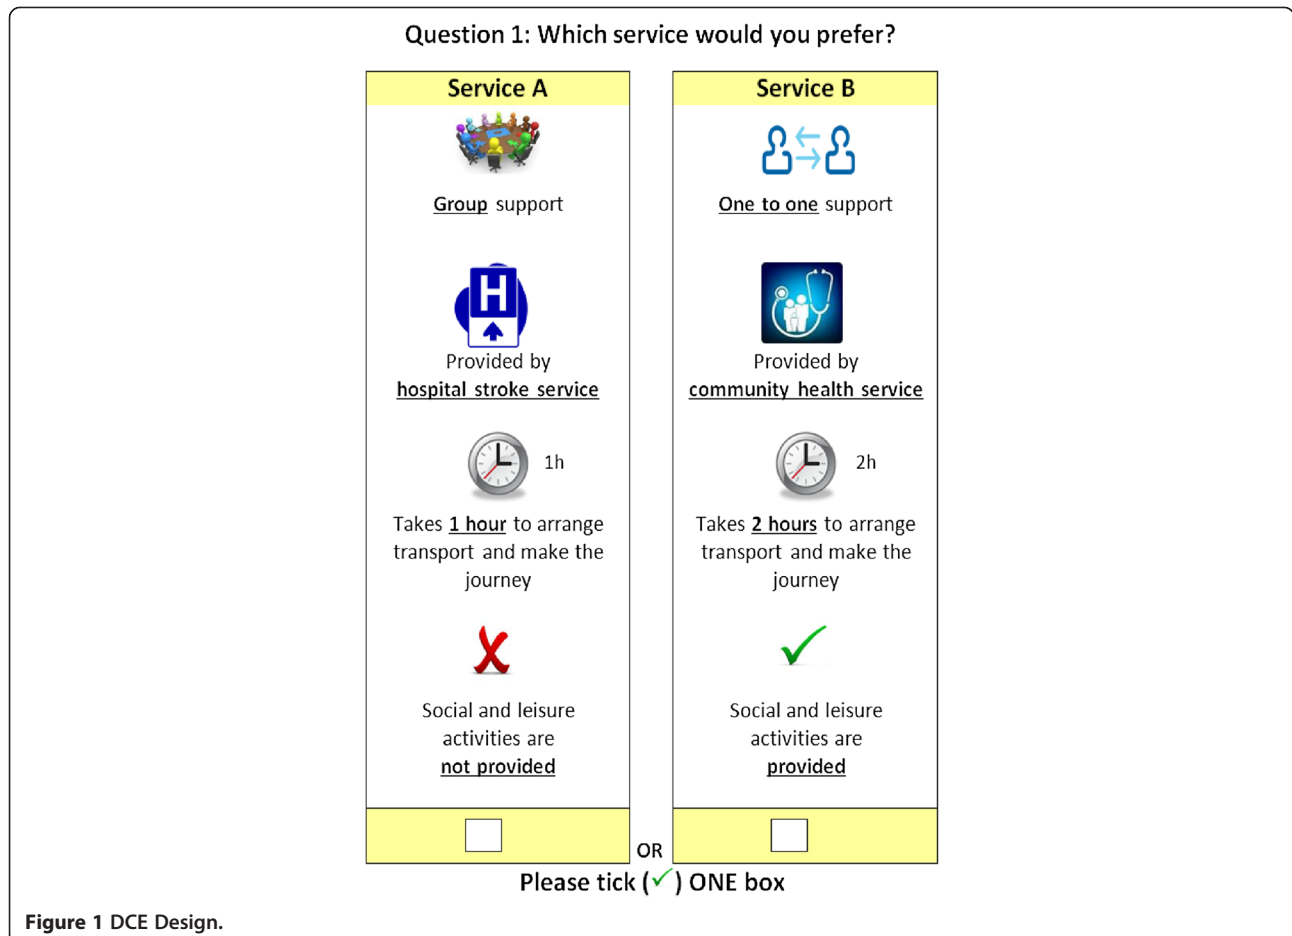 Question 1: Which service would you prefer?
Service A
Group support
H
Provided by
hospital stroke service
1h
Takes 1 hour to arrange
transport and make the
journey
Social and leisure
activities are
not provided
Service B
One to one support
Provided by
community health service
2h
Takes 2 hours to arrange
transport and make the
journey
Social and leisure
activities are
provided
OR
Please tick (✓) ONE box
Figure 1 DCE Design.